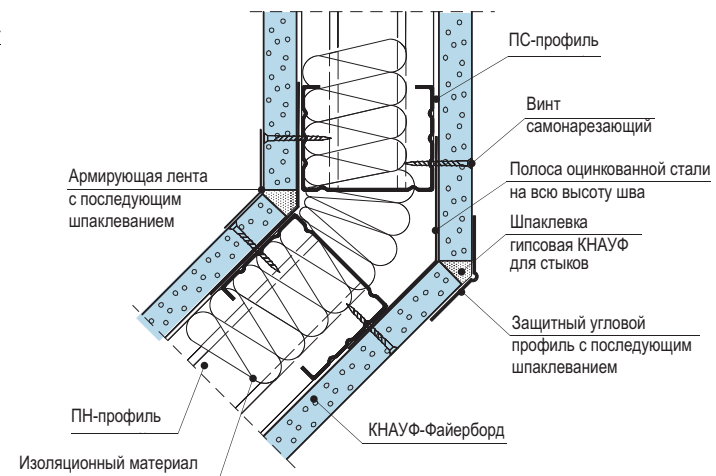 ПС-профиль
Винт
самонарезающий
Армирующая лента
с последующим
шпаклеванием
Полоса оцинкованной стали
на всю высоту шва
Шпаклевка
гипсовая КНАУФ
для стыков
Защитный угловой
профиль с последующим
шпаклеванием
ПН-профиль
КНАУФ-Файерборд
Изоляционный материал